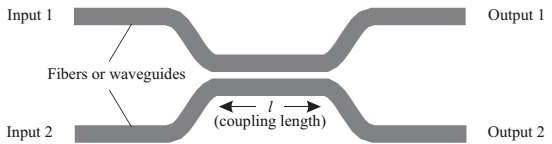 Input 1
Output 1
Fibers or waveguides
l
(coupling length)
Input 2
Output 2